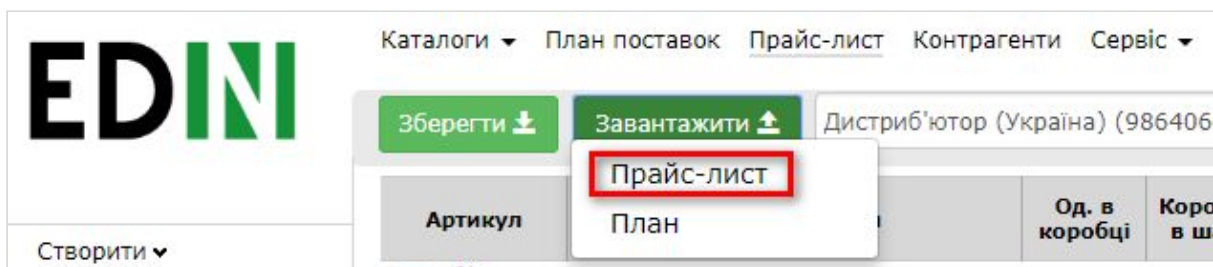 EDIN
Каталоги План поставок Прайс-лист Контрагенти Сервіс
Зберегти Завантажити Дистриб'ютор (Україна) (986406
Прайс-лист
План
Артикул
Од. в
коробці
в
Створити